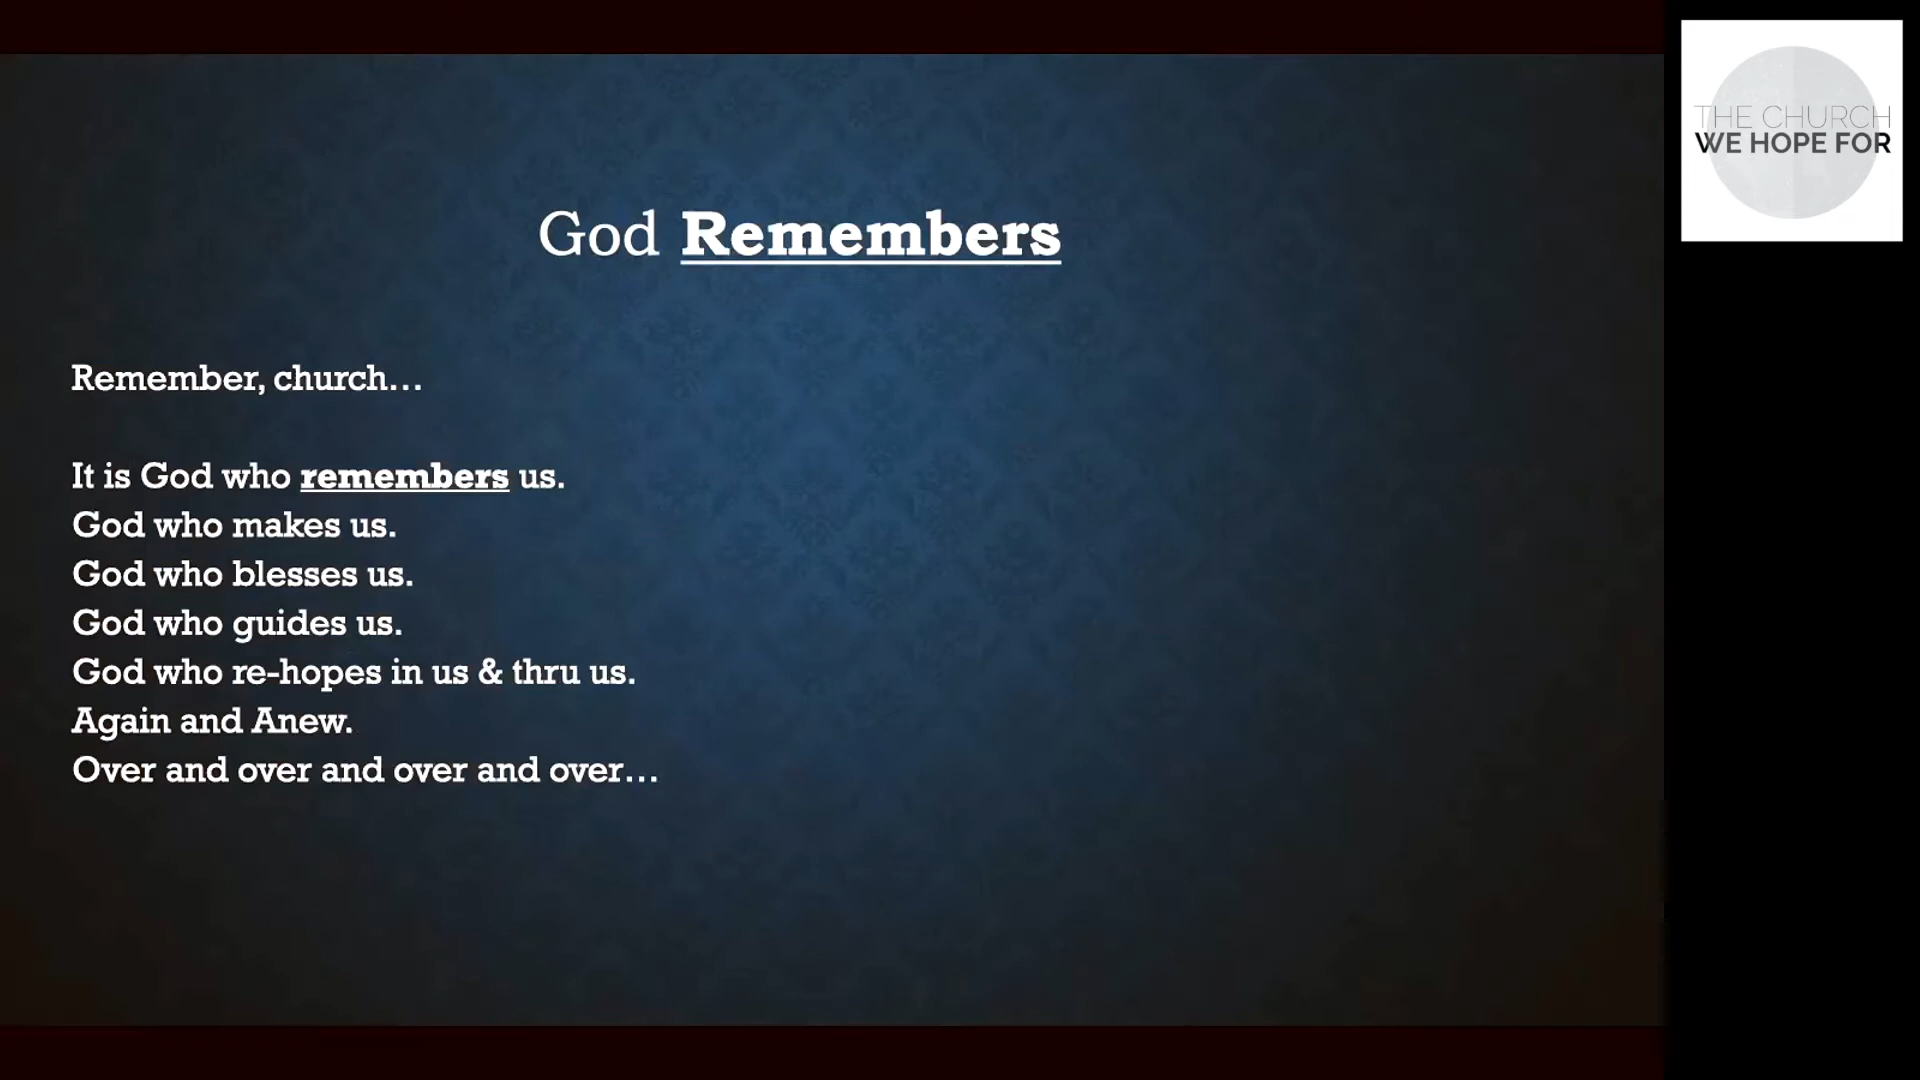 God Remembers
Remember, church…
It is God who remembers us.
God who makes us.
God who blesses us.
God who guides us.
God who re-hopes in us & thru us.
Again and Anew.
Over and over and over and over…
THE CHURCH
WE HOPE FOR